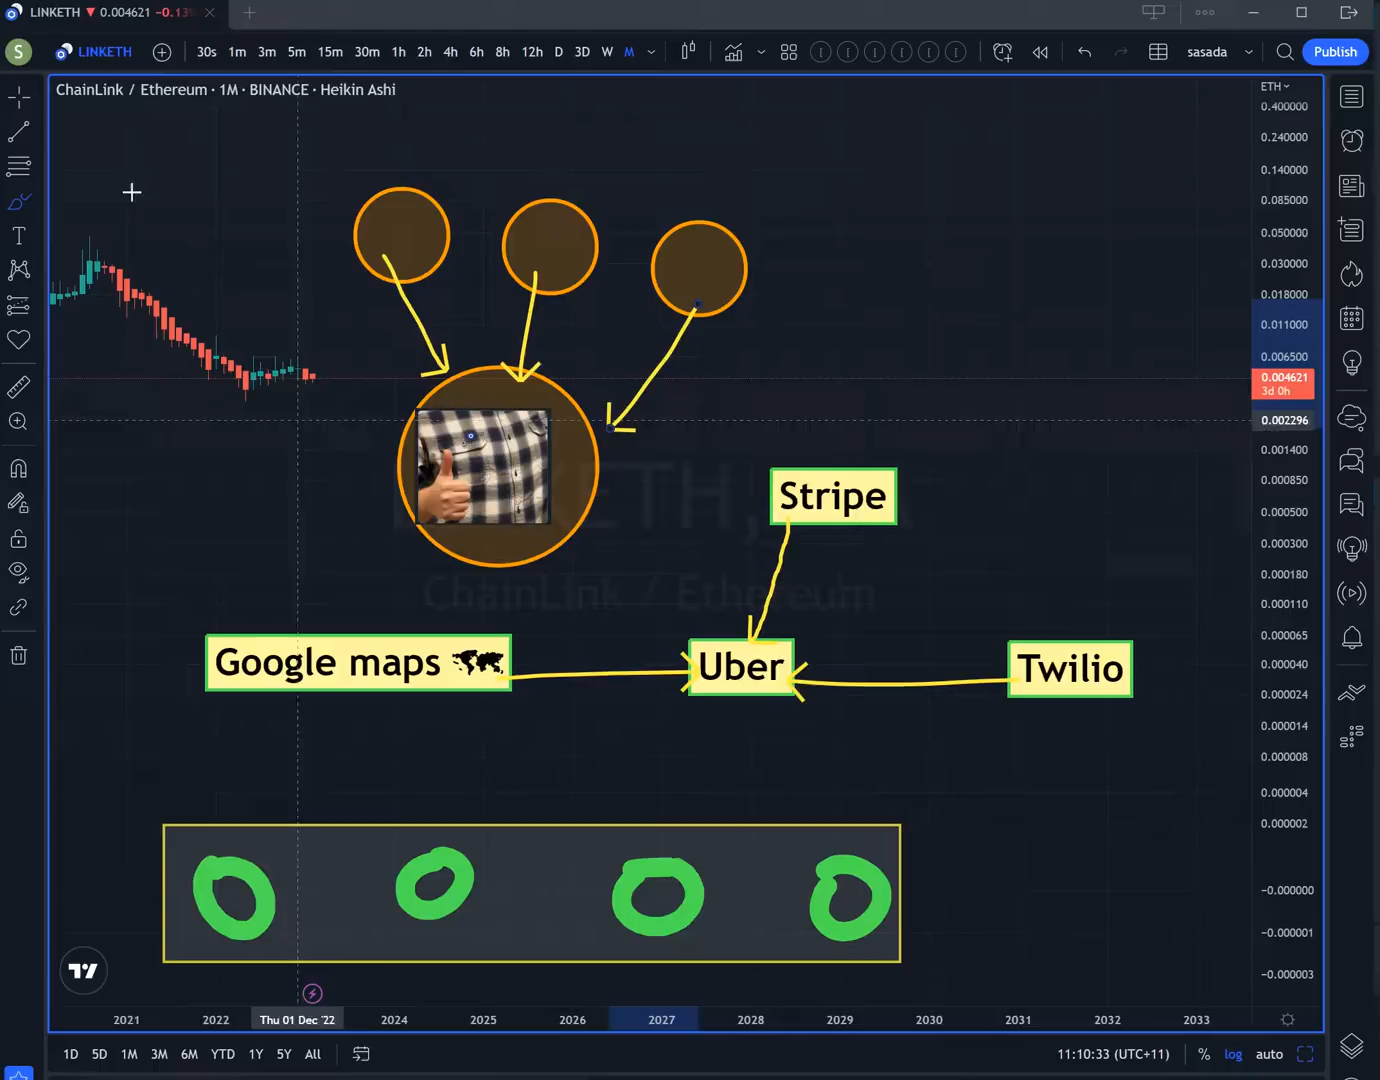 LINKETH ▼ 0.004621 -0.13%
S LINKETH 30s 1m 3m 5m 15m 30m 1h 2h 4h 6h 8h 12h D 3D W M sasada Publish
ChainLink / Ethereum · 1M · BINANCE · Heikin Ashi
ETH
0.400000
0.240000
0.140000
0.085000
0.050000
0.030000
0.018000
0.011000
0.006500
0.004621
3d 0h
0.002296
0.001400
0.000850
0.000500
0.000300
0.000180
0.000110
0.000065
0.000040
0.000024
0.000014
0.000008
0.000004
0.000002
−0.000000
−0.000001
−0.000003
Stripe
ChainLink / Ethereum
Google maps
Uber
Twilio
2021 2022 Thu 01 Dec '22 2024 2025 2026 2027 2028 2029 2030 2031 2032 2033
1D 5D 1M 3M 6M YTD 1Y 5Y All 11:10:33 (UTC+11) % log auto